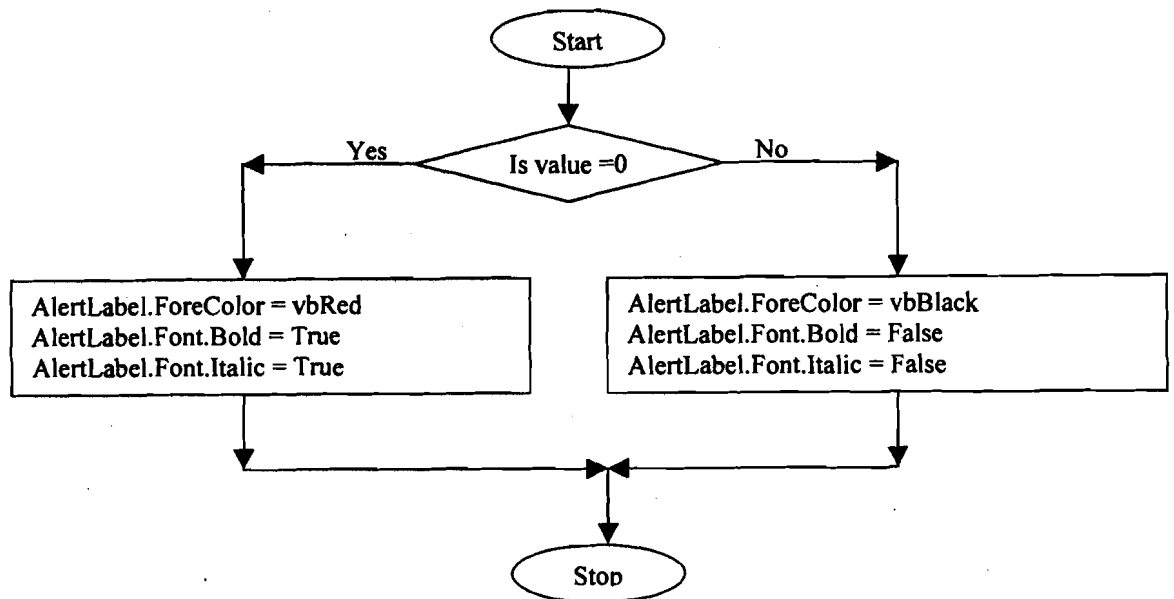 Start
Yes
Is value =0
No
AlertLabel.ForeColor = vbRed
AlertLabel.Font.Bold = True
AlertLabel.Font.Italic = True
AlertLabel.ForeColor = vbBlack
AlertLabel.Font.Bold = False
AlertLabel.Font.Italic = False
Stop